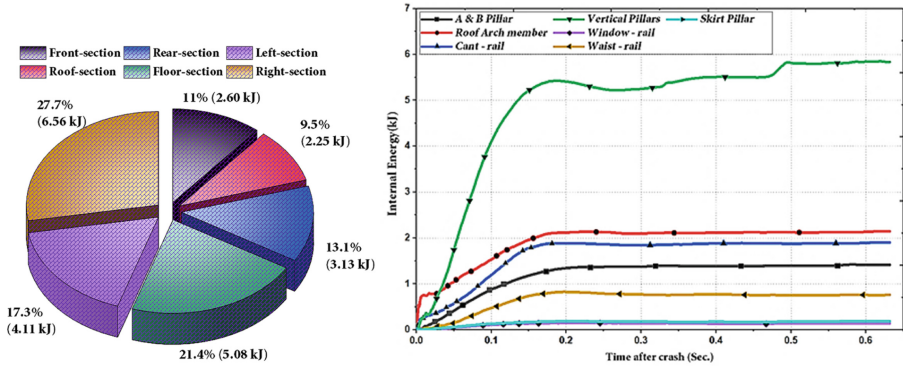 Front-section Rear-section Left-section
Roof-section Floor-section Right-section
27.7%
(6.56 kJ)
11% (2.60 kJ)
9.5%
(2.25 kJ)
13.1%
(3.13 kJ)
17.3%
(4.11 kJ)
21.4% (5.08 kJ)
A & B Pillar Vertical Pillars Skirt Pillar
Roof Arch member Window - rail
Cant - rail Waist - rail
Internal Energy(kJ)
7
6
5
4
3
2
1
0
0.0 0.1 0.2 0.3 0.4 0.5 0.6
Time after crash (Sec.)